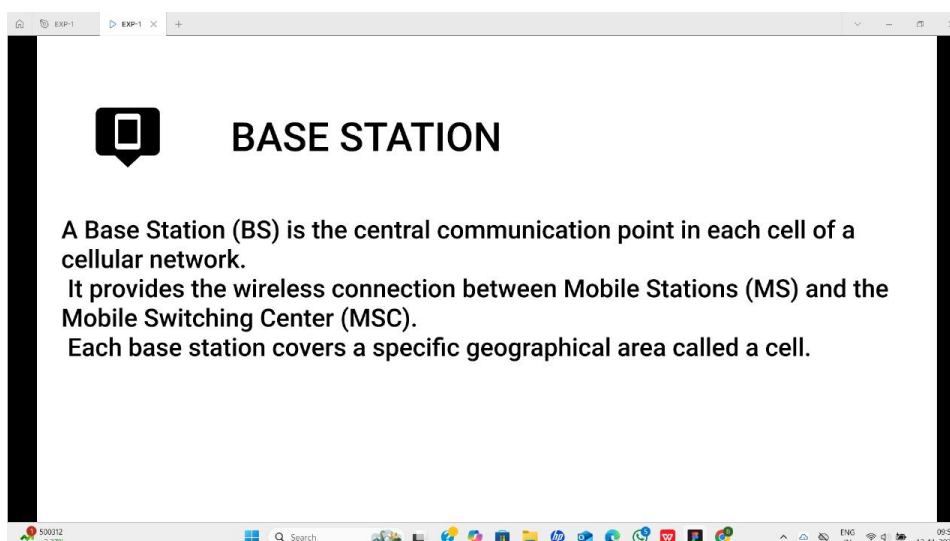 EXP-1
EXP-1
BASE STATION
A Base Station (BS) is the central communication point in each cell of a
cellular network.
It provides the wireless connection between Mobile Stations (MS) and the
Mobile Switching Center (MSC).
Each base station covers a specific geographical area called a cell.
1
500312
Search
ENG